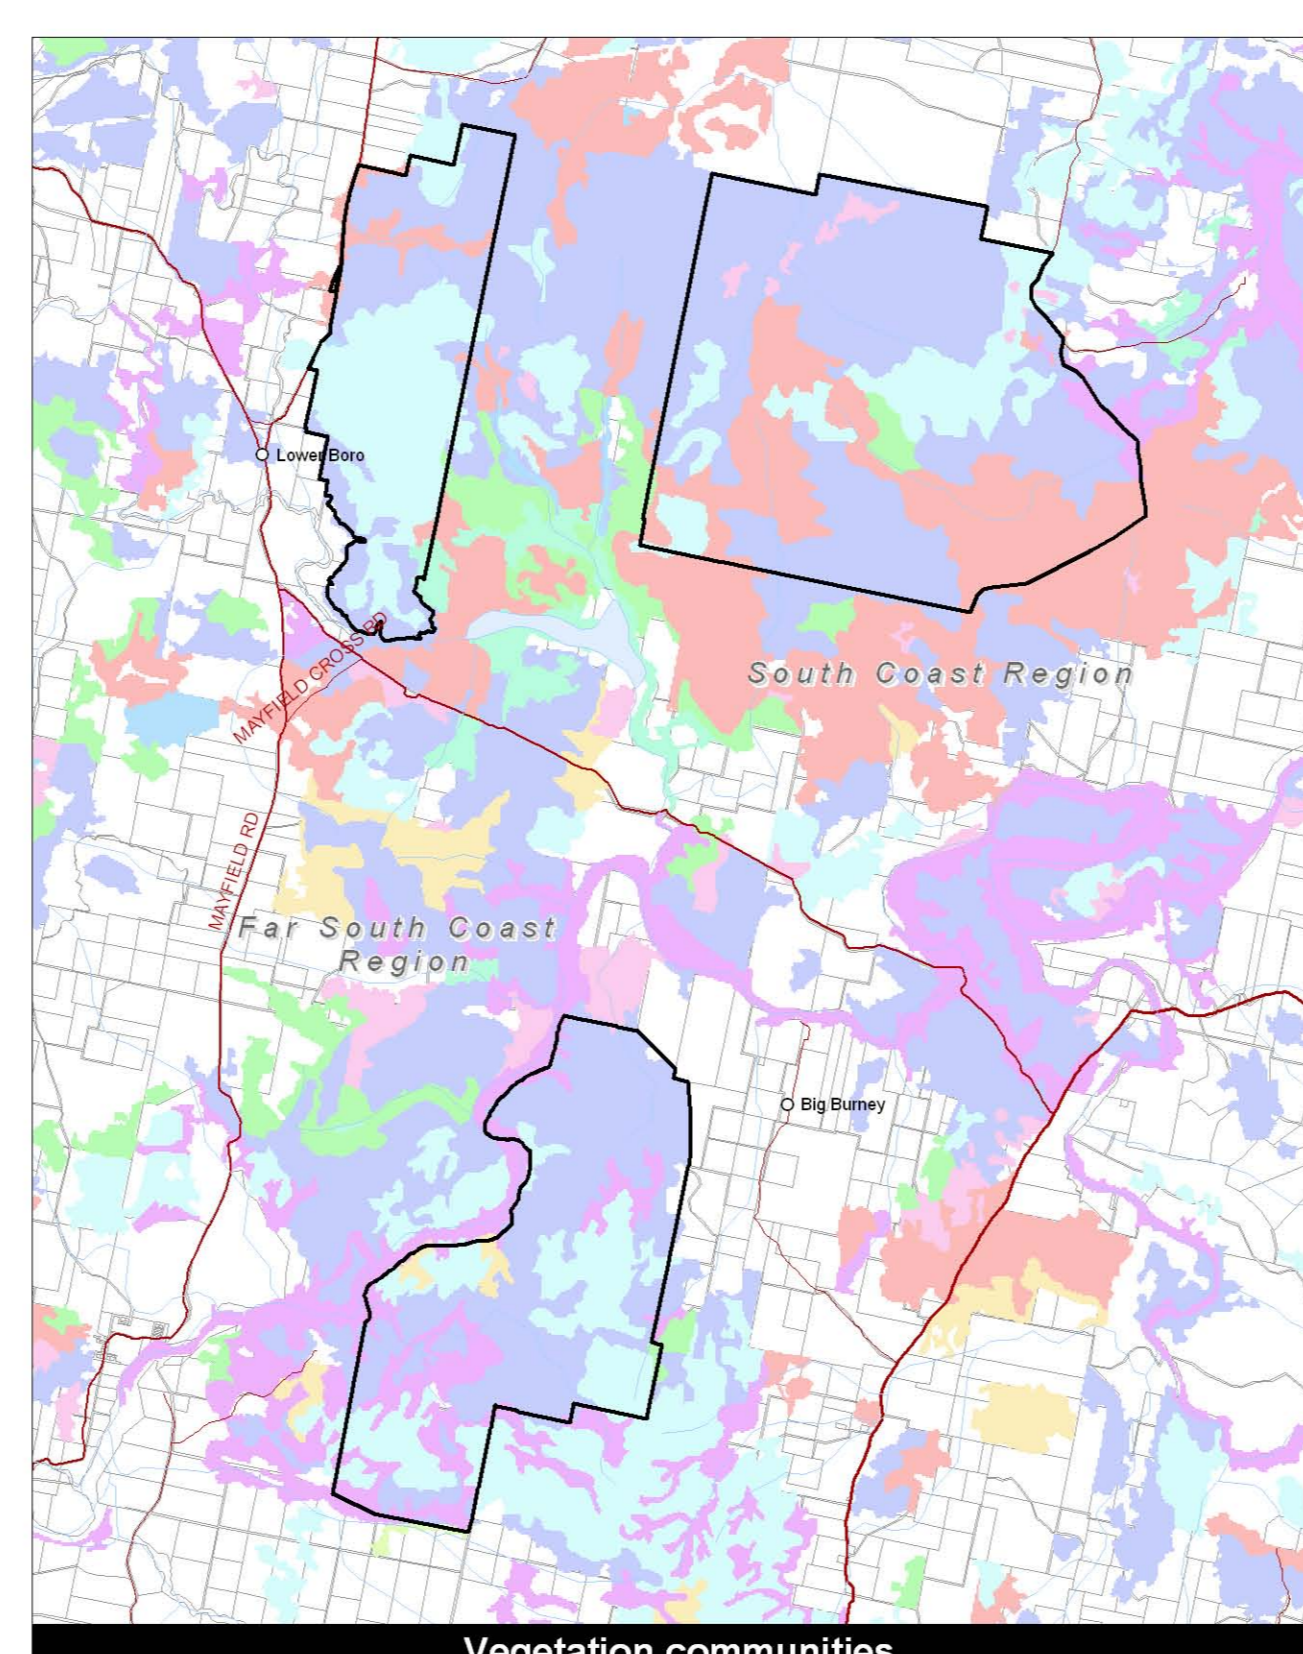 Lower Boro
MAYFIELD CROSS RD
South Coast Region
MAYFIELD RD
Far South Coast
Region
Big Burney
Vegetation communities